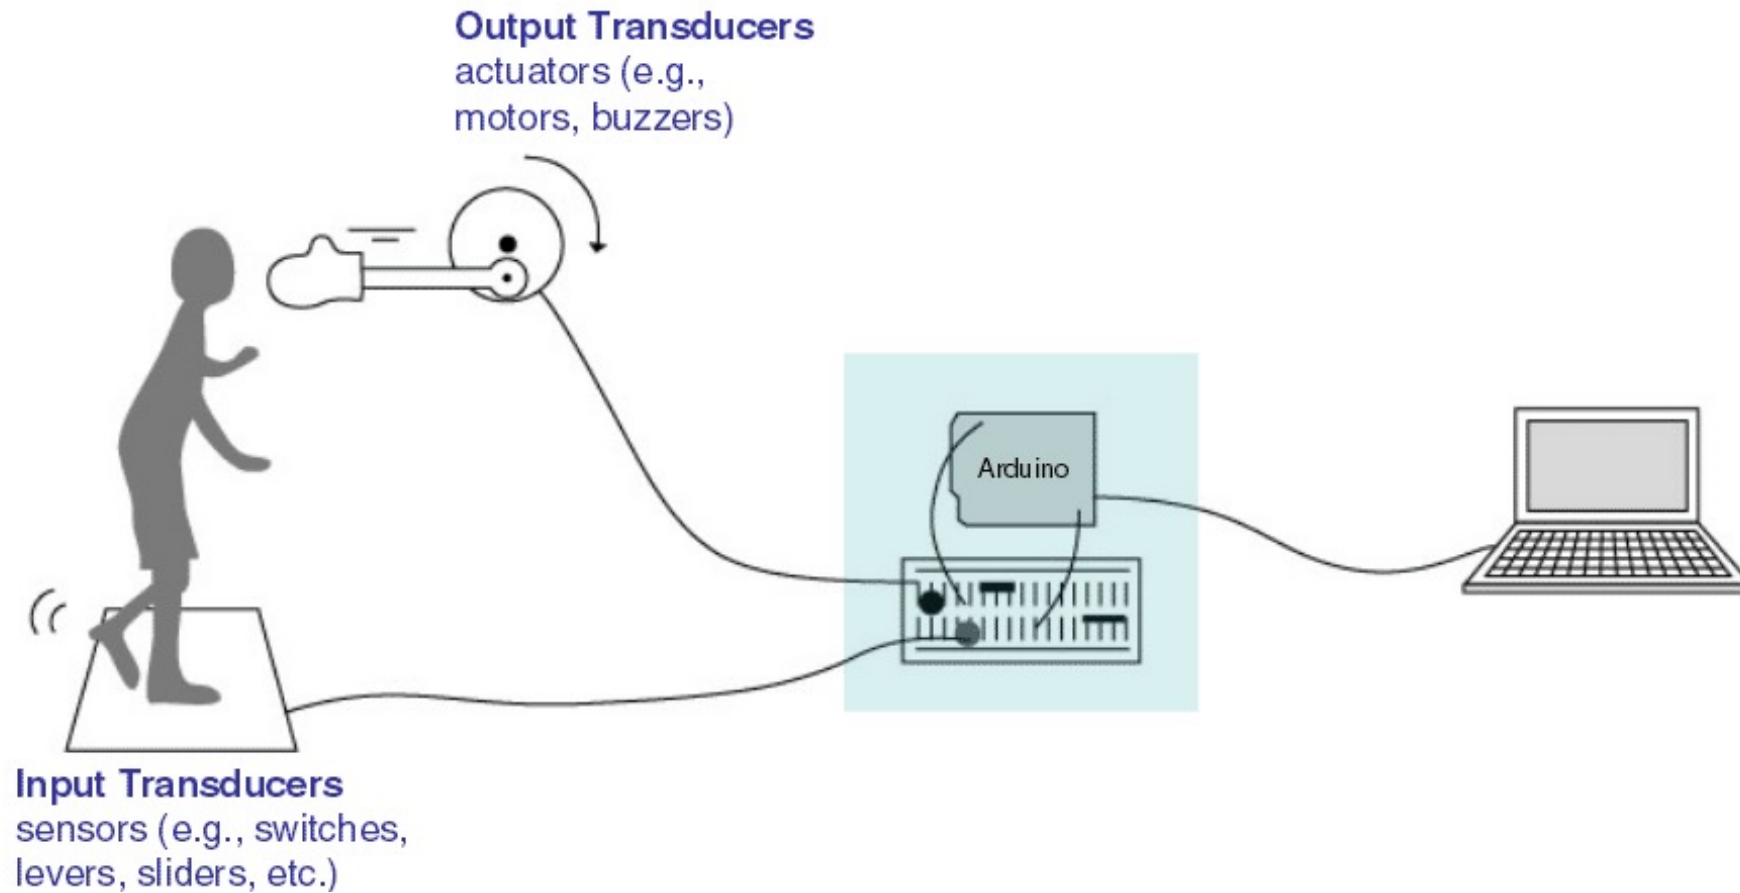 Output Transducers
actuators (e.g.,
motors, buzzers)
Arduino
Input Transducers
sensors (e.g., switches,
levers, sliders, etc.)